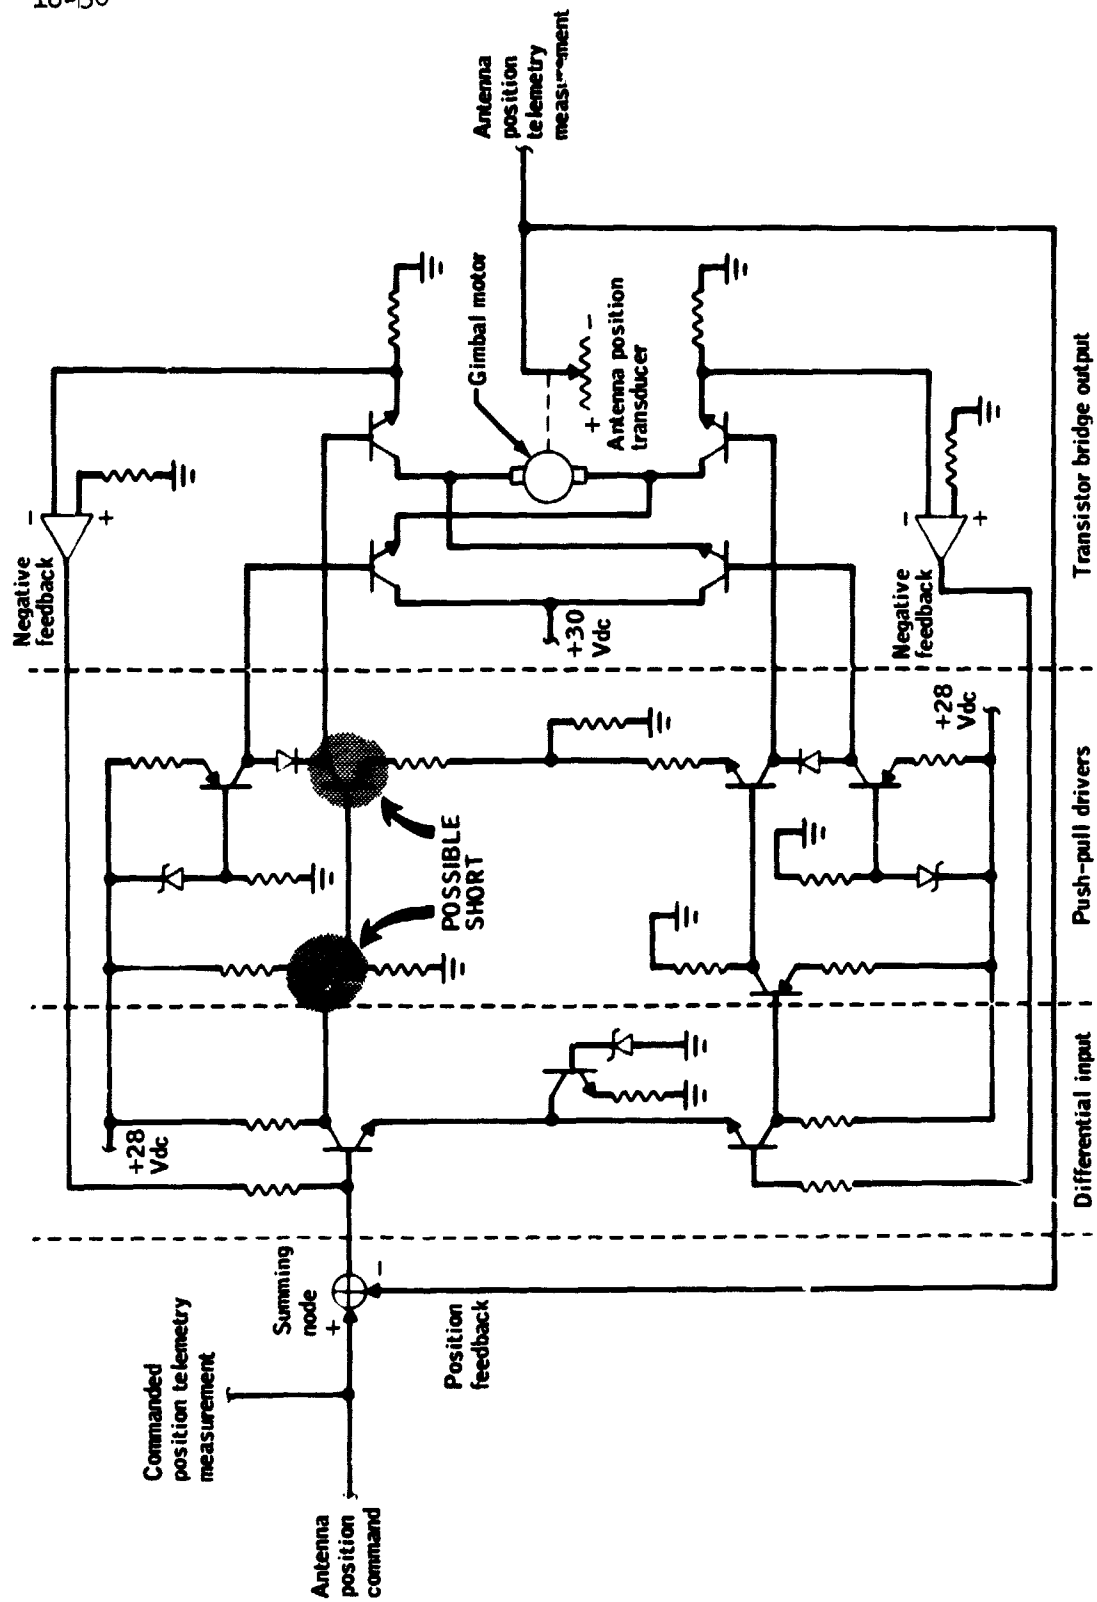 Antenna
position
command
Commanded
position telemetry
measurement
Summing
node
+
−
Position
feedback
+28
Vdc
POSSIBLE
SHORT
+28
Vdc
Negative
feedback
−
+
+30
Vdc
Gimbal motor
+
−
Antenna position
transducer
Antenna
position
telemetry
measurement
Negative
feedback
−
+
Differential input
Push-pull drivers
Transistor bridge output